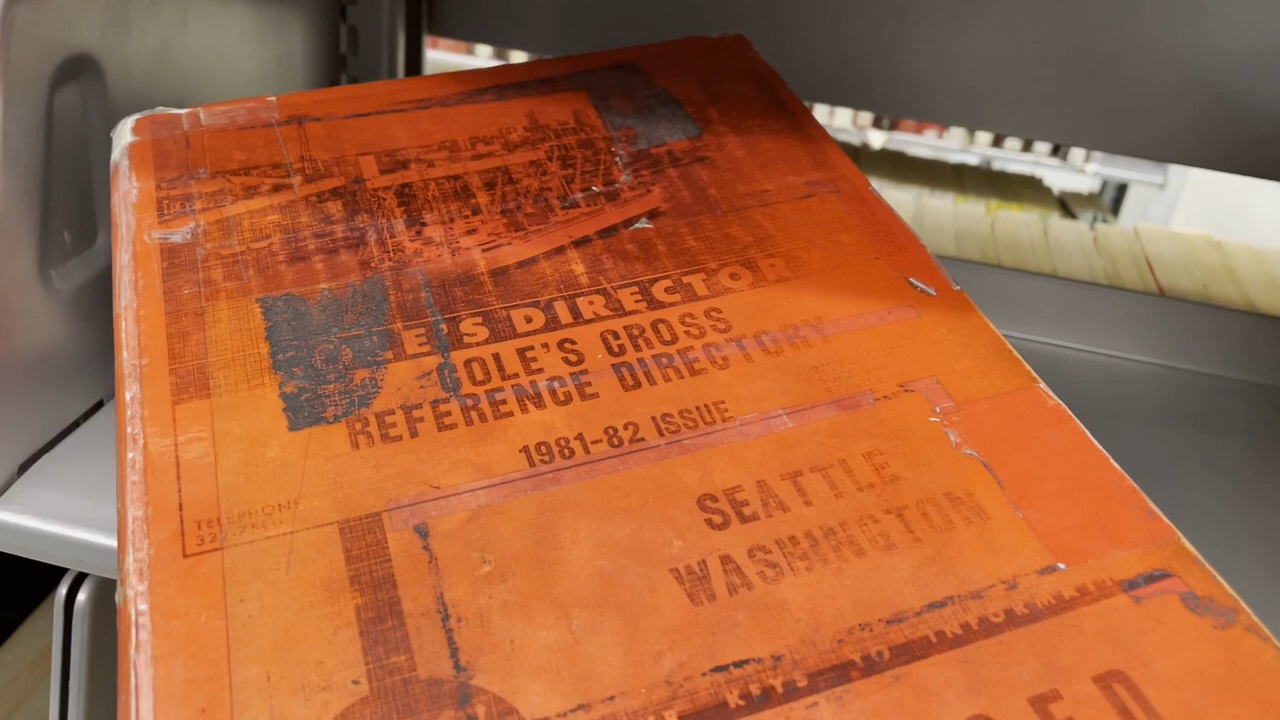 E'S DIRECTOR
COLE'S CROSS
REFERENCE DIRECTORY
1981-82 ISSUE
SEATTLE
WASHINGTON
TELEPHONE
KEYS TO INFORMA